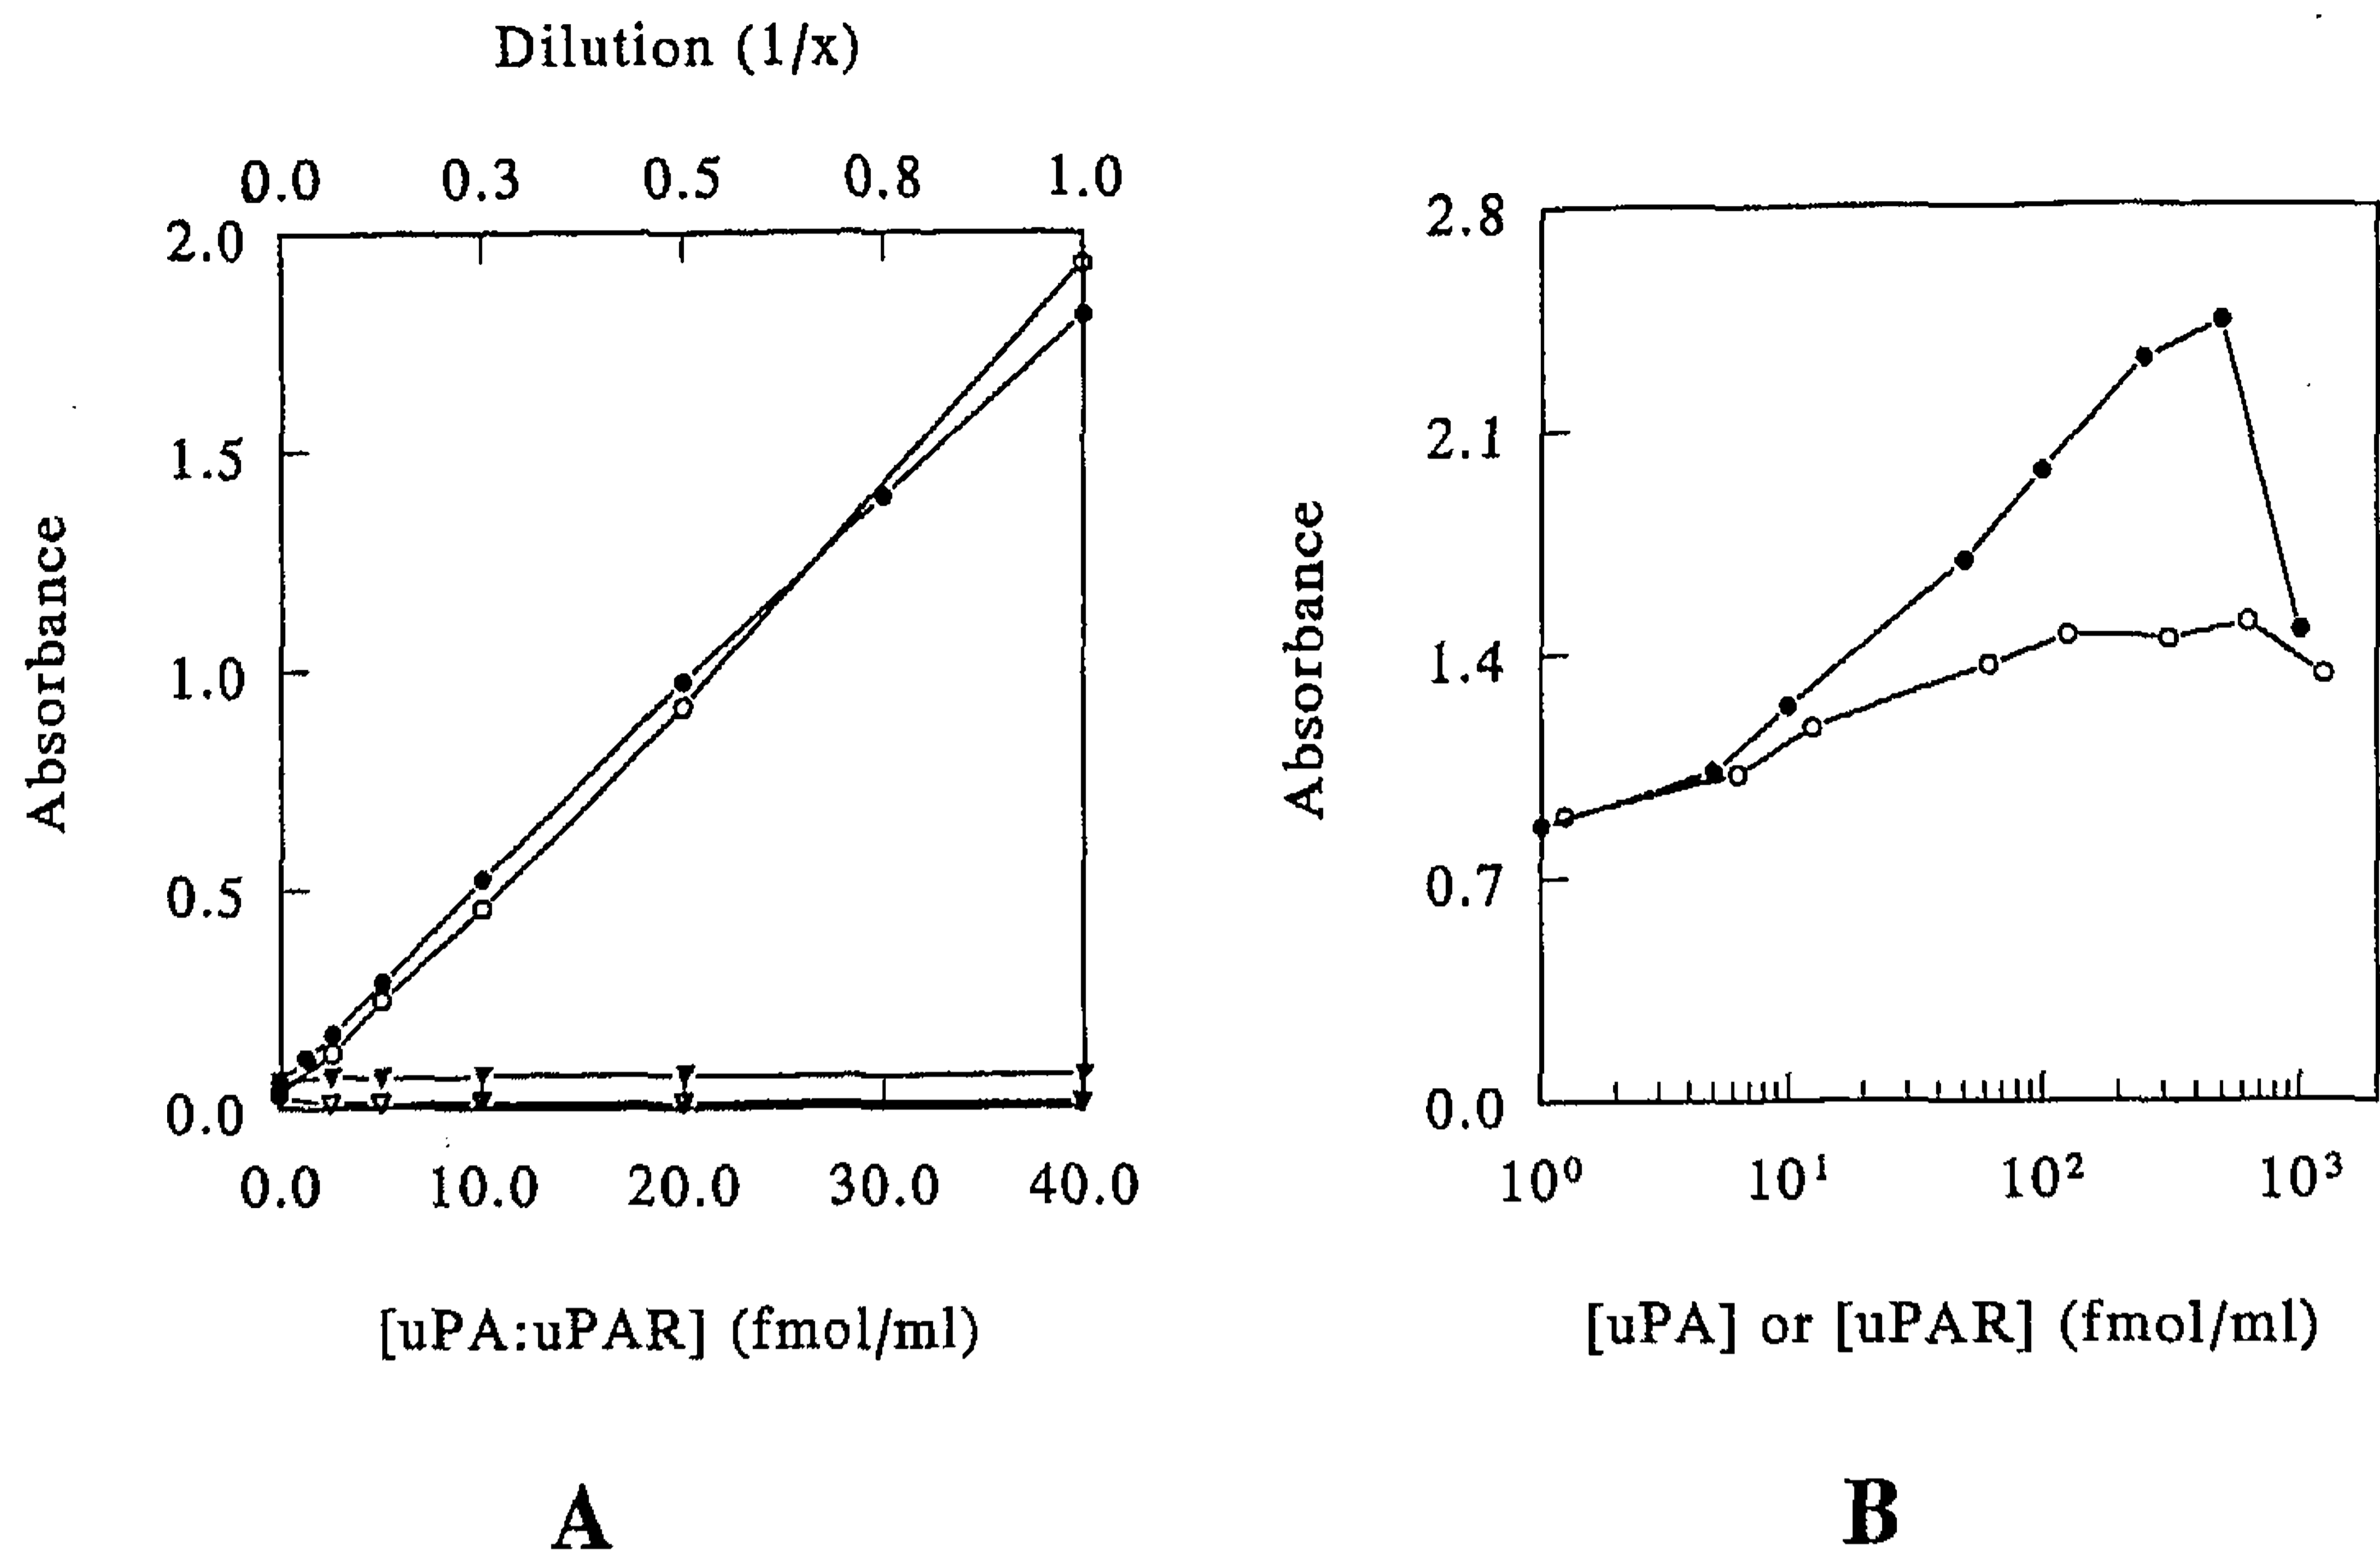 Dilution (1/x)
0.0 0.3 0.5 0.8 1.0
2.0
1.5
1.0
0.5
0.0
Absorbance
0.0 10.0 20.0 30.0 40.0
[uPA:uPAR] (fmol/ml)
A
2.8
2.1
1.4
0.7
0.0
Absorbance
10⁰ 10¹ 10² 10³
[uPA] or [uPAR] (fmol/ml)
B